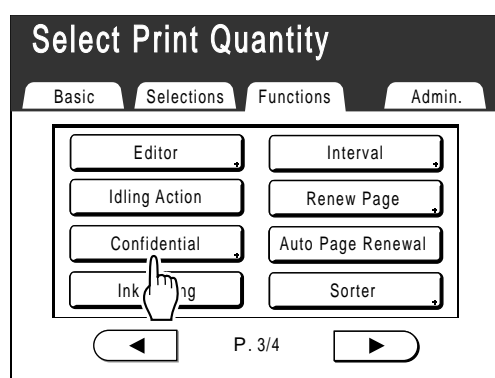 Select Print Quantity
Basic Selections Functions Admin.
Editor Interval
Idling Action Renew Page
Confidential Auto Page Renewal
Ink Sorter
P. 3/4